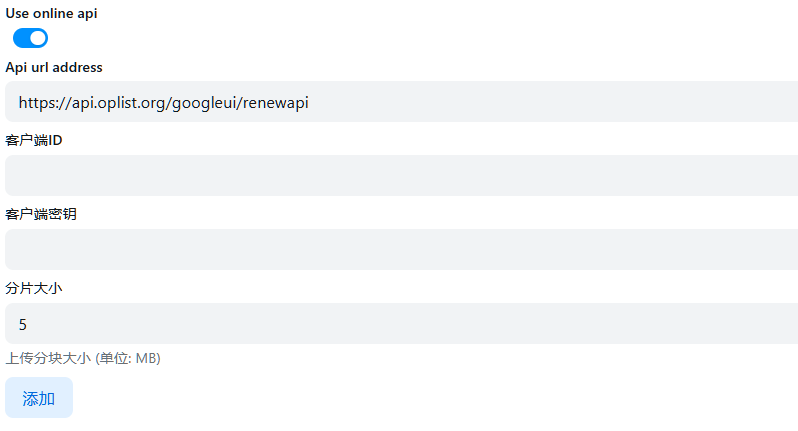 Use online api
Api url address
https://api.oplist.org/googleui/renewapi
客户端ID
客户端密钥
分片大小
5
上传分块大小 (单位: MB)
添加